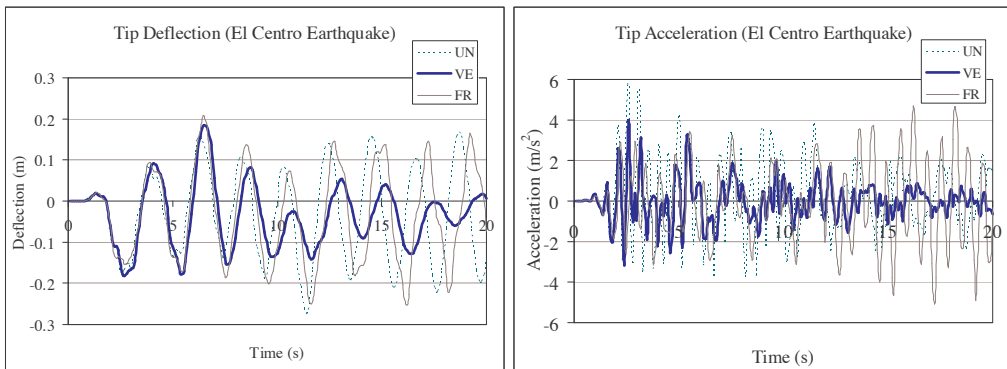 Tip Deflection (El Centro Earthquake)
UN
VE
FR
0.3
0.2
0.1
0
-0.1
-0.2
-0.3
0
5
10
15
20
Deflection (m)
Time (s)
Tip Acceleration (El Centro Earthquake)
UN
VE
FR
6
4
2
0
-2
-4
-6
0
5
10
15
20
Acceleration (m/s²)
Time (s)